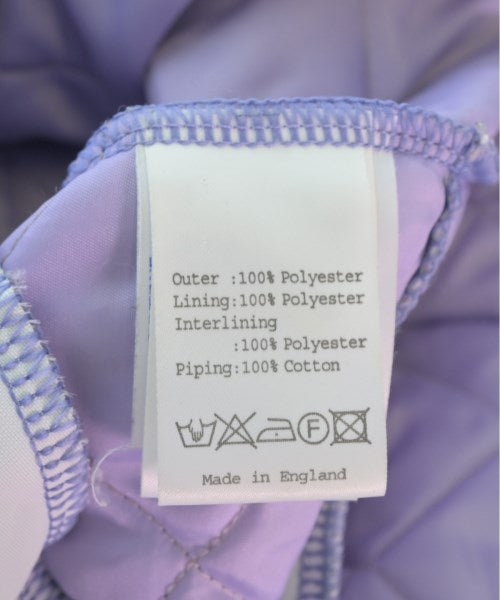 Outer :100% Polyester
Lining:100% Polyester
Interlining
:100% Polyester
Piping:100% Cotton
F
Made in England